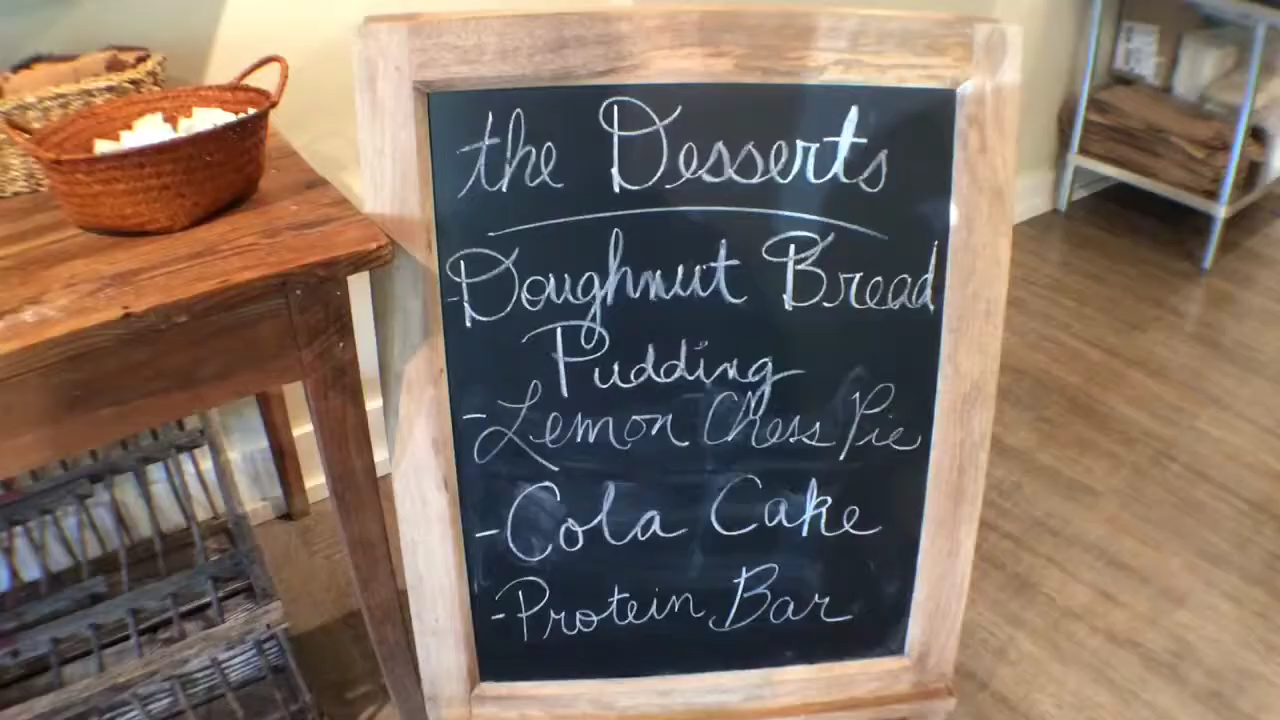 the Desserts
-Doughnut Bread
Pudding
-Lemon Chess Pie
-Cola Cake
-Protein Bar